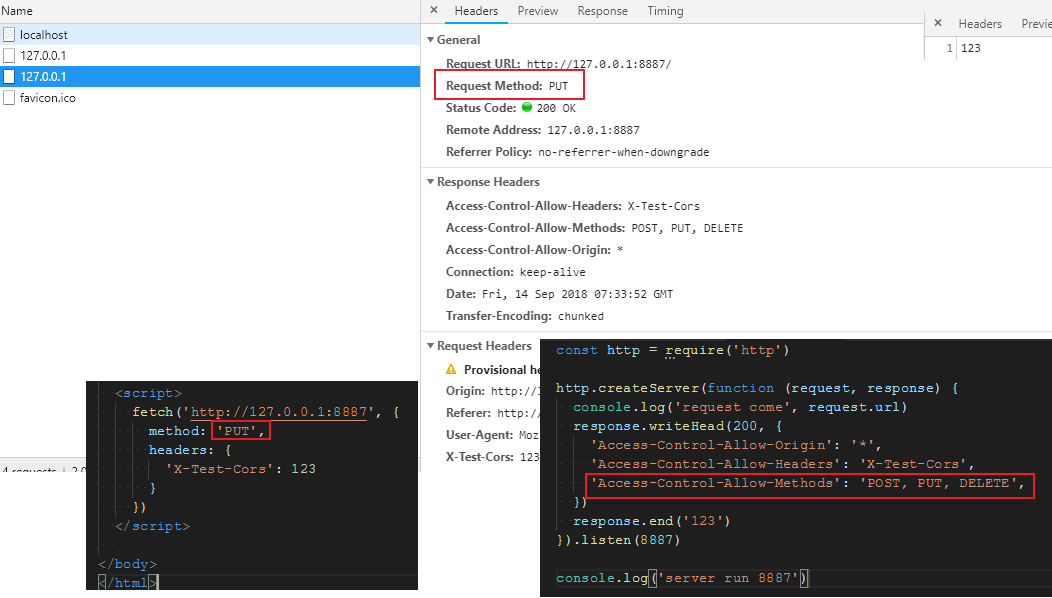 Name
localhost
127.0.0.1
127.0.0.1
favicon.ico
× Headers Preview Response Timing
General
Request URL: http://127.0.0.1:8887/
Request Method: PUT
Status Code: 200 OK
Remote Address: 127.0.0.1:8887
Referrer Policy: no-referrer-when-downgrade
Response Headers
Access-Control-Allow-Headers: X-Test-Cors
Access-Control-Allow-Methods: POST, PUT, DELETE
Access-Control-Allow-Origin: *
Connection: keep-alive
Date: Fri, 14 Sep 2018 07:33:52 GMT
Transfer-Encoding: chunked
Request Headers
Provisional he
Origin: http://
Referer: http:/
User-Agent: Moz
X-Test-Cors: 123
× Headers Previe
1 123
4 requests
<script>
fetch('http://127.0.0.1:8887', {
method: 'PUT',
headers: {
'X-Test-Cors': 123
}
})
</script>
</body>
</html>
const http = require('http')
http.createServer(function (request, response) {
console.log('request come', request.url)
response.writeHead(200, {
'Access-Control-Allow-Origin': '*',
'Access-Control-Allow-Headers': 'X-Test-Cors',
'Access-Control-Allow-Methods': 'POST, PUT, DELETE',
})
response.end('123')
}).listen(8887)
console.log('server run 8887')